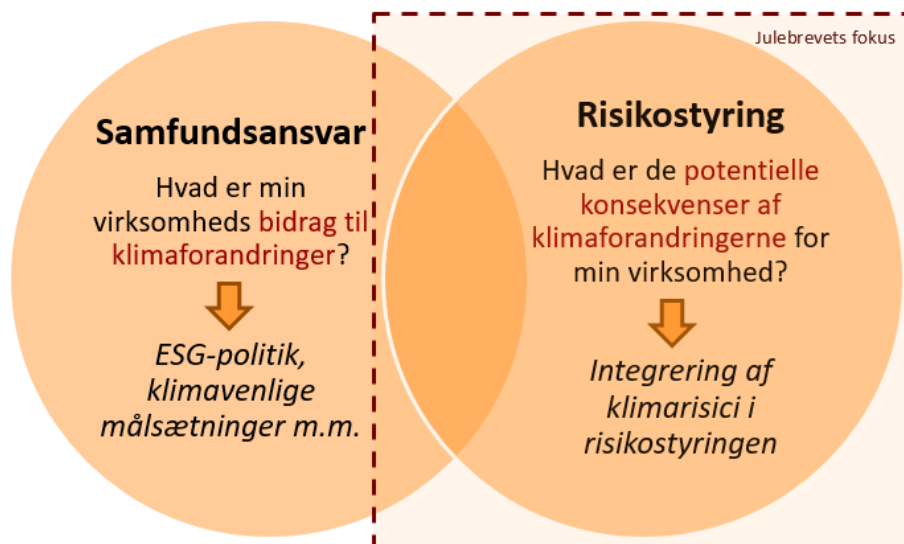 Julebrevets fokus
Samfundsansvar
Hvad er min
virksomheds bidrag til
klimaforandringer?
ESG-politik,
klimavenlige
målsætninger m.m.
Risikostyring
Hvad er de potentielle
konsekvenser af
klimaforandringerne for
min virksomhed?
Integrering af
klimarisici i
risikostyringen